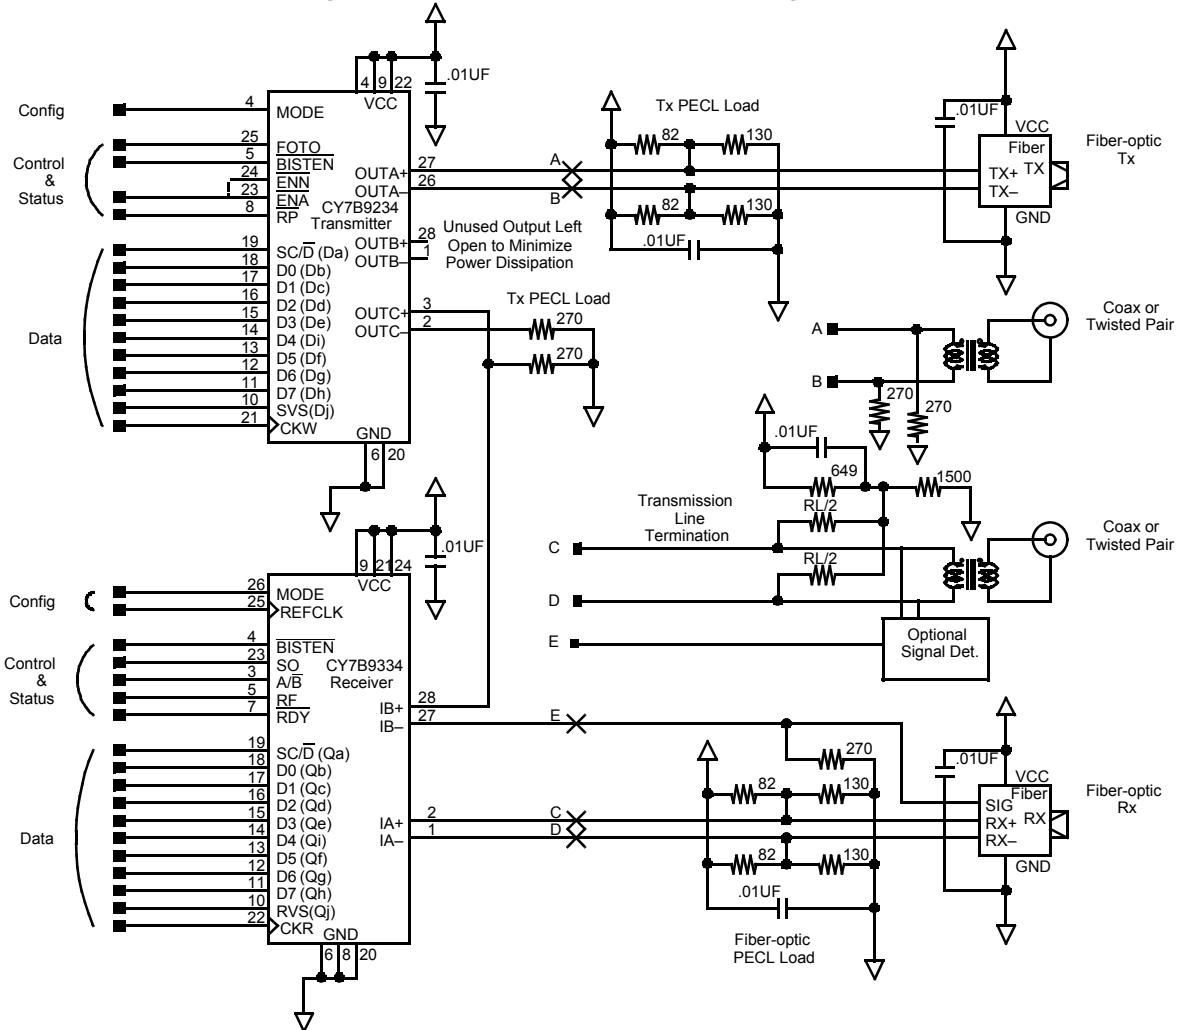 .01UF
4 9 22
VCC
Config
4
MODE
Control
&
Status
25
FOTO
5
BISTEN
24
ENN
23
ENA
8
RP
CY7B9234
Transmitter
OUTA+
27
OUTA–
26
OUTB+
28
OUTB–
1
OUTC+
3
OUTC–
2
Unused Output Left
Open to Minimize
Power Dissipation
Data
19
SC/D (Da)
18
D0 (Db)
17
D1 (Dc)
16
D2 (Dd)
15
D3 (De)
14
D4 (Di)
13
D5 (Df)
12
D6 (Dg)
11
D7 (Dh)
10
SVS(Dj)
21
CKW
GND
6 20
A
B
Tx PECL Load
82
130
82
130
.01UF
Tx PECL Load
270
270
.01UF
VCC
Fiber
TX+ TX
TX–
GND
Fiber-optic
Tx
A
B
270
270
Coax or
Twisted Pair
.01UF
649
1500
RL/2
RL/2
Transmission
Line
Termination
C
D
E
Optional
Signal Det.
Coax or
Twisted Pair
.01UF
9 21 24
VCC
Config
26
MODE
25
REFCLK
Control
&
Status
4
BISTEN
23
SO
3
A/B
5
RF
7
RDY
CY7B9334
Receiver
IB+
28
IB–
27
IA+
2
IA–
1
Data
19
SC/D (Qa)
18
D0 (Qb)
17
D1 (Qc)
16
D2 (Qd)
15
D3 (Qe)
14
D4 (Qi)
13
D5 (Qf)
12
D6 (Qg)
11
D7 (Qh)
10
RVS(Qj)
22
CKR
GND
6 8 20
E
C
D
270
82
130
82
130
.01UF
Fiber-optic
PECL Load
.01UF
VCC
Fiber
SIG
RX+ RX
RX–
GND
Fiber-optic
Rx